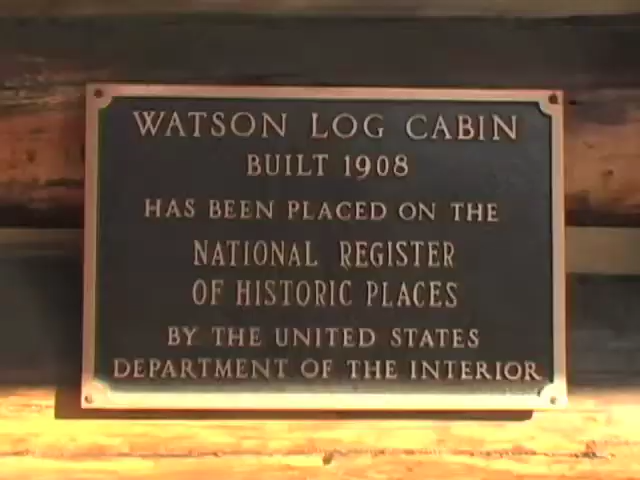 WATSON LOG CABIN
BUILT 1908
HAS BEEN PLACED ON THE
NATIONAL REGISTER
OF HISTORIC PLACES
BY THE UNITED STATES
DEPARTMENT OF THE INTERIOR